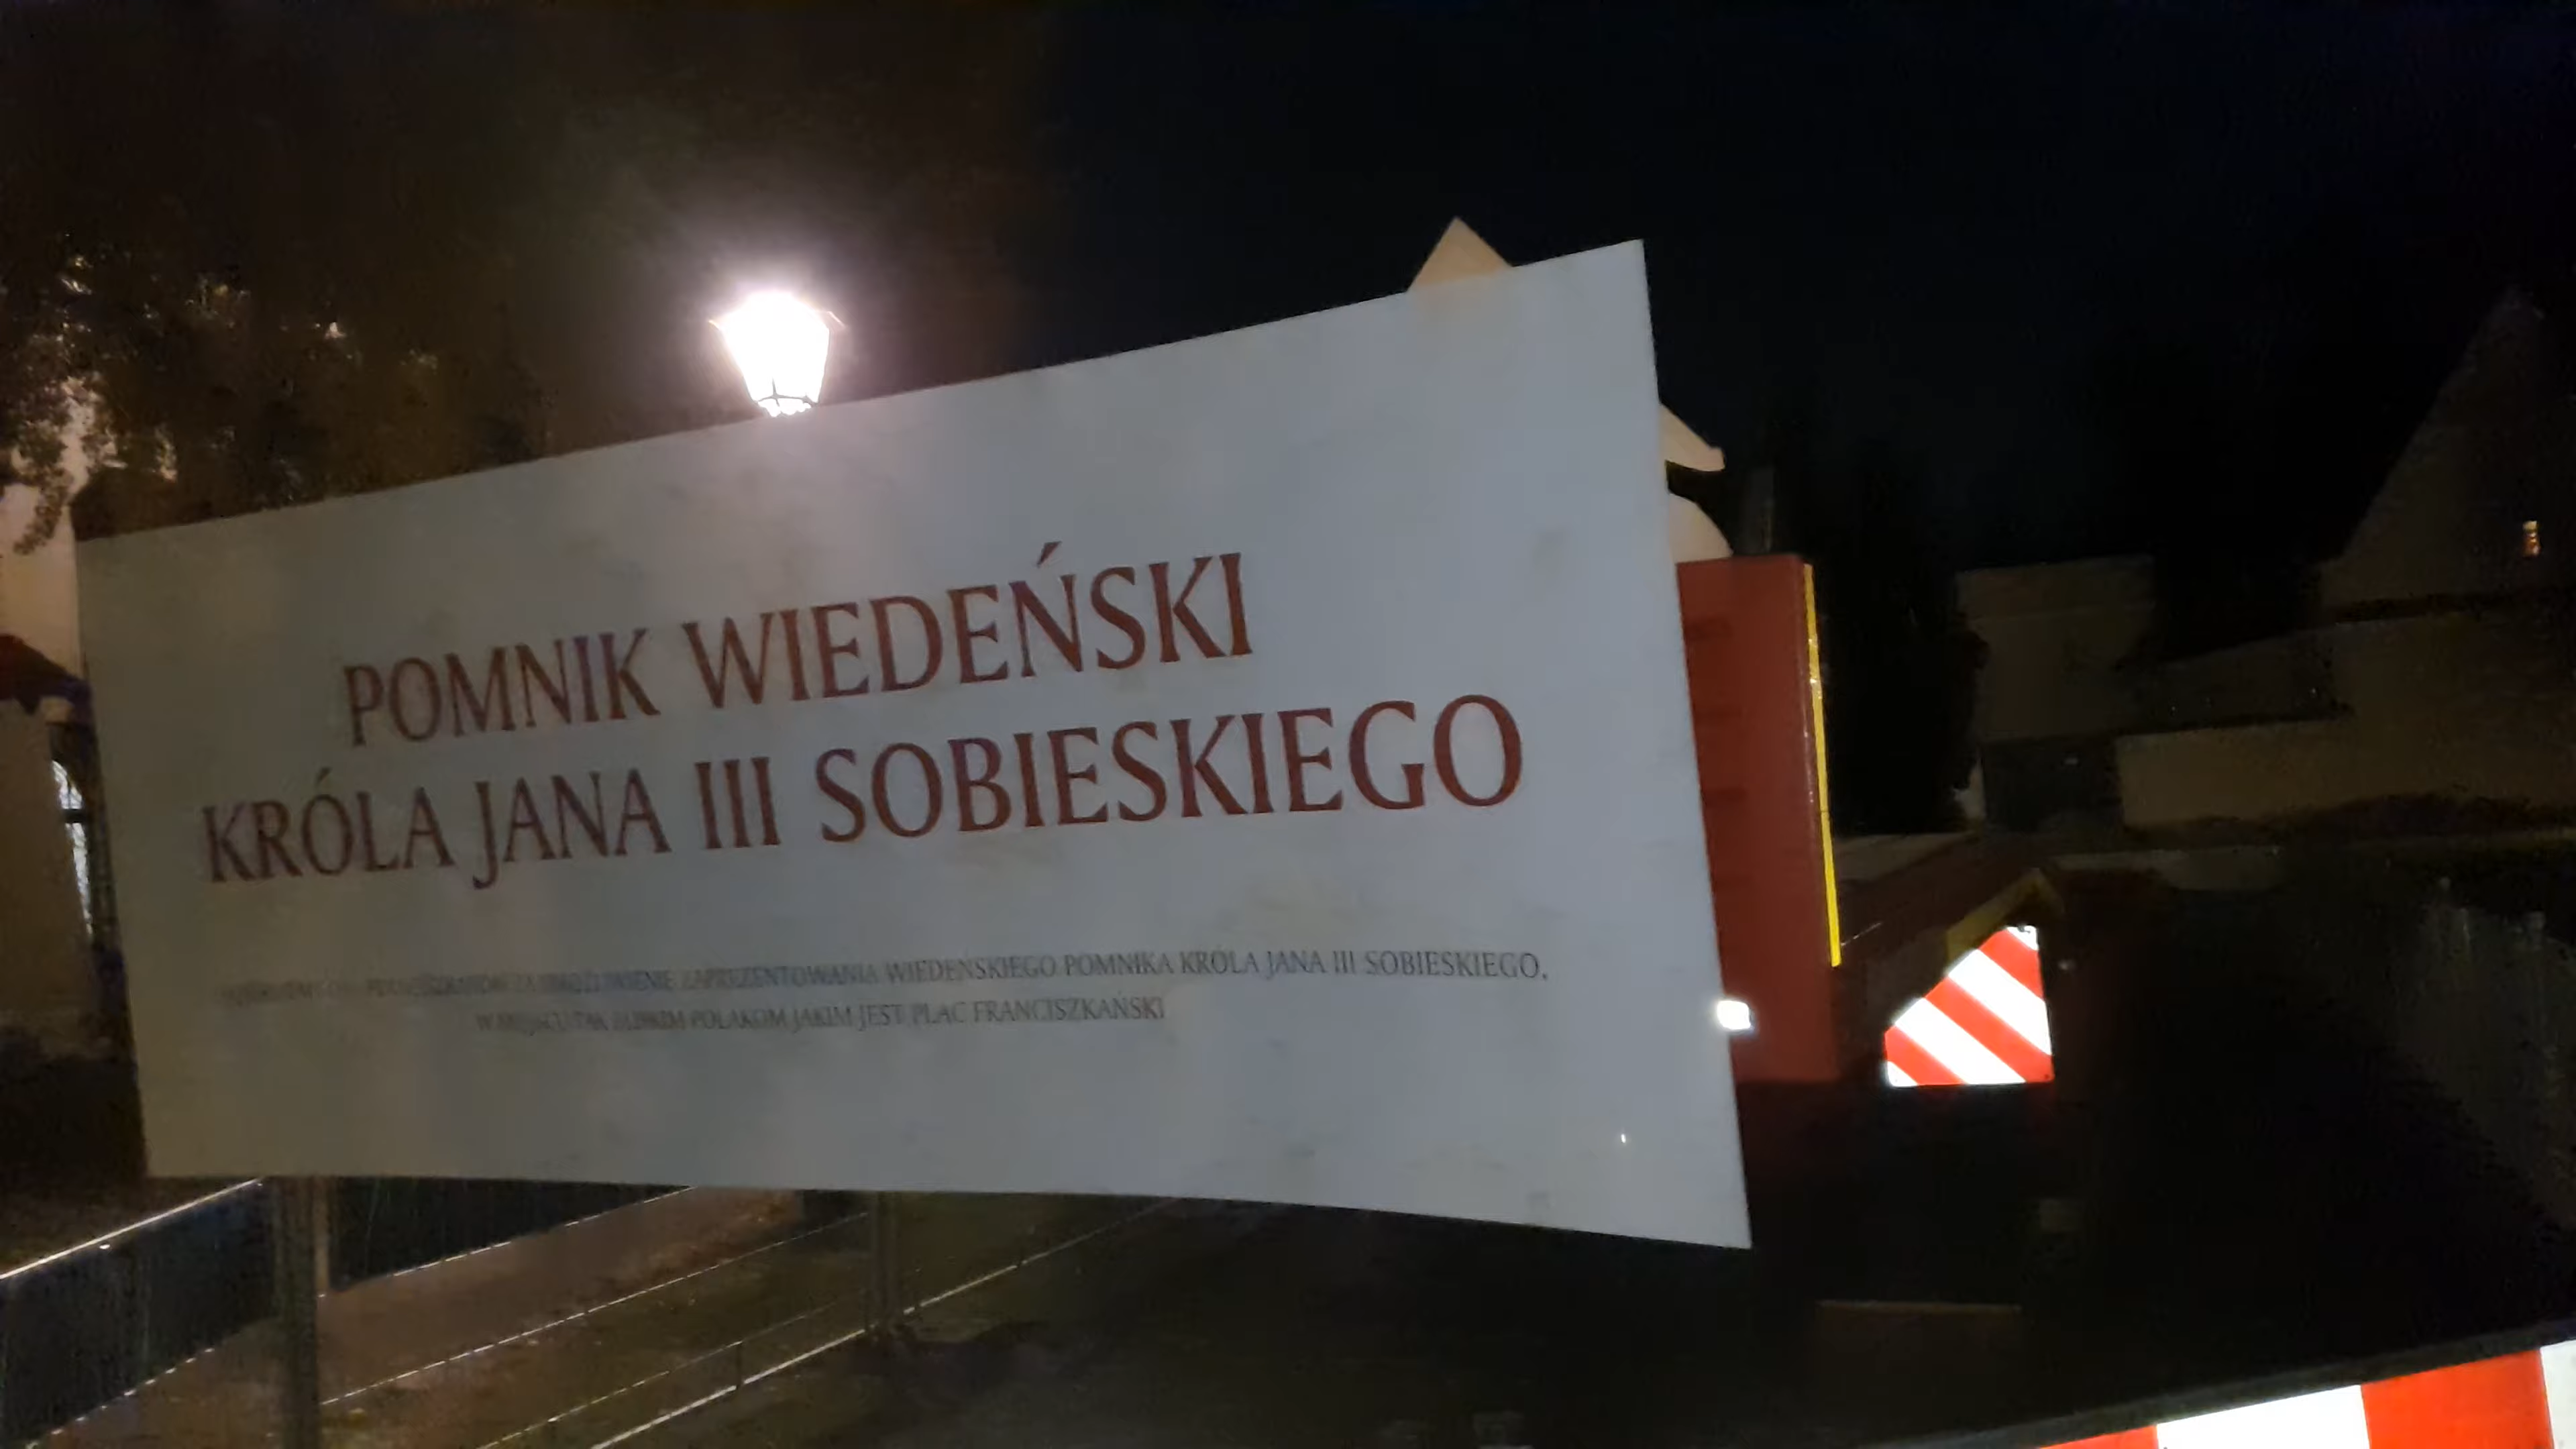 POMNIK WIEDEŃSKI
KRÓLA JANA III SOBIESKIEGO
ZAPREZENTOWANIA WIEDEŃSKIEGO POMNIKA KRÓLA JANA III SOBIESKIEGO,
W MIEJSCU TAK BLISKIM POLAKOM JAKIM JEST PLAC FRANCISZKAŃSKI